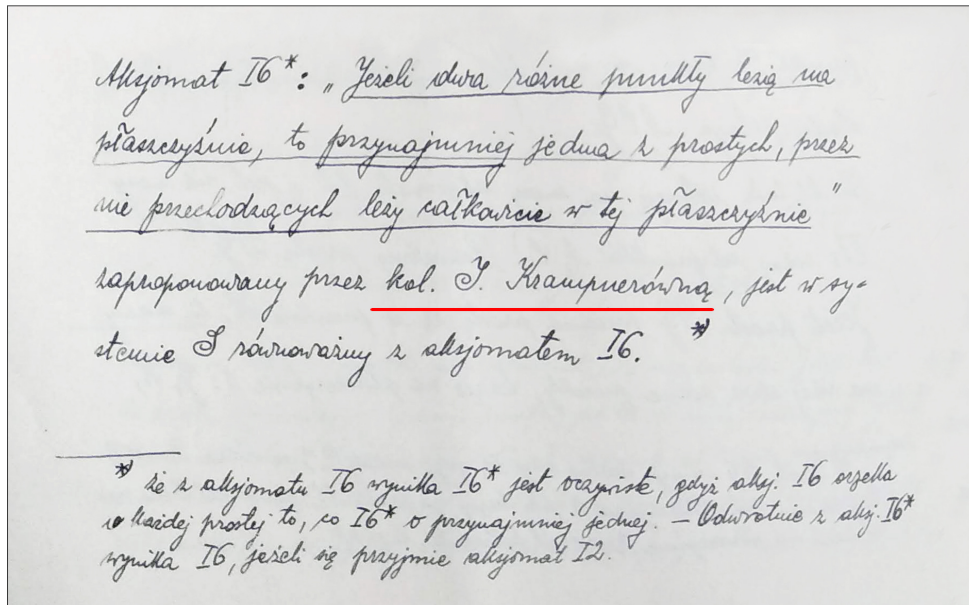 Aksjomat I6*: „Jeżeli dwa różne punkty leżą na
płaszczyźnie, to przynajmniej jedna z prostych, przez
nie przechodzących leży całkowicie w tej płaszczyźnie”
zaproponowany przez kol. I. Krampnerówną, jest w sy-
stemie S równoważny z aksjomatem I6. *)
*) że z aksjomatu I6 wynika I6* jest oczywiste, gdyż aksj. I6 orzeka
o każdej prostej to, co I6* o przynajmniej jednej. — Odwrotnie z aksj. I6*
wynika I6, jeżeli się przyjmie aksjomat I2.